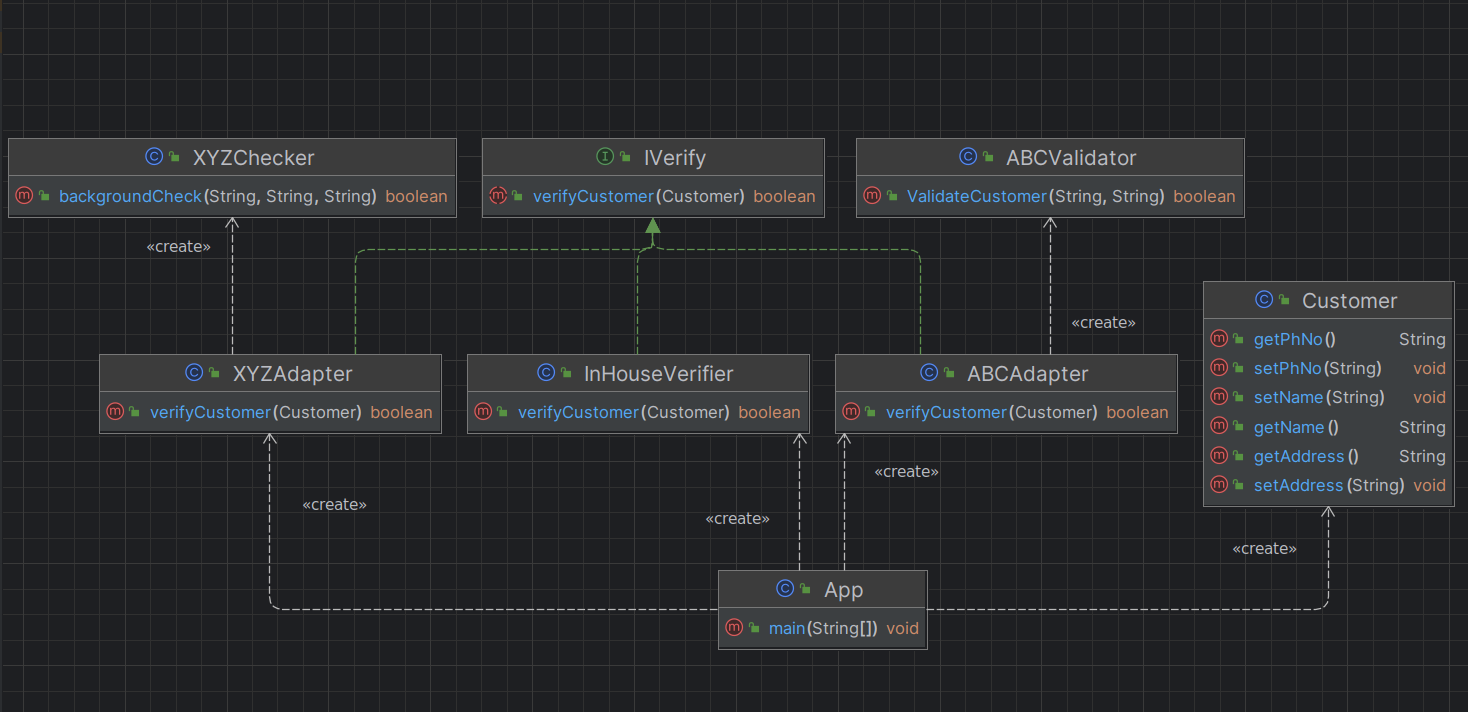 XYZChecker
backgroundCheck(String, String, String) boolean
IVerify
verifyCustomer(Customer) boolean
ABCValidator
ValidateCustomer(String, String) boolean
«create»
«create»
Customer
getPhNo() String
setPhNo(String) void
setName(String) void
getName() String
getAddress() String
setAddress(String) void
XYZAdapter
verifyCustomer(Customer) boolean
InHouseVerifier
verifyCustomer(Customer) boolean
ABCAdapter
verifyCustomer(Customer) boolean
«create»
«create»
«create»
«create»
App
main(String[]) void